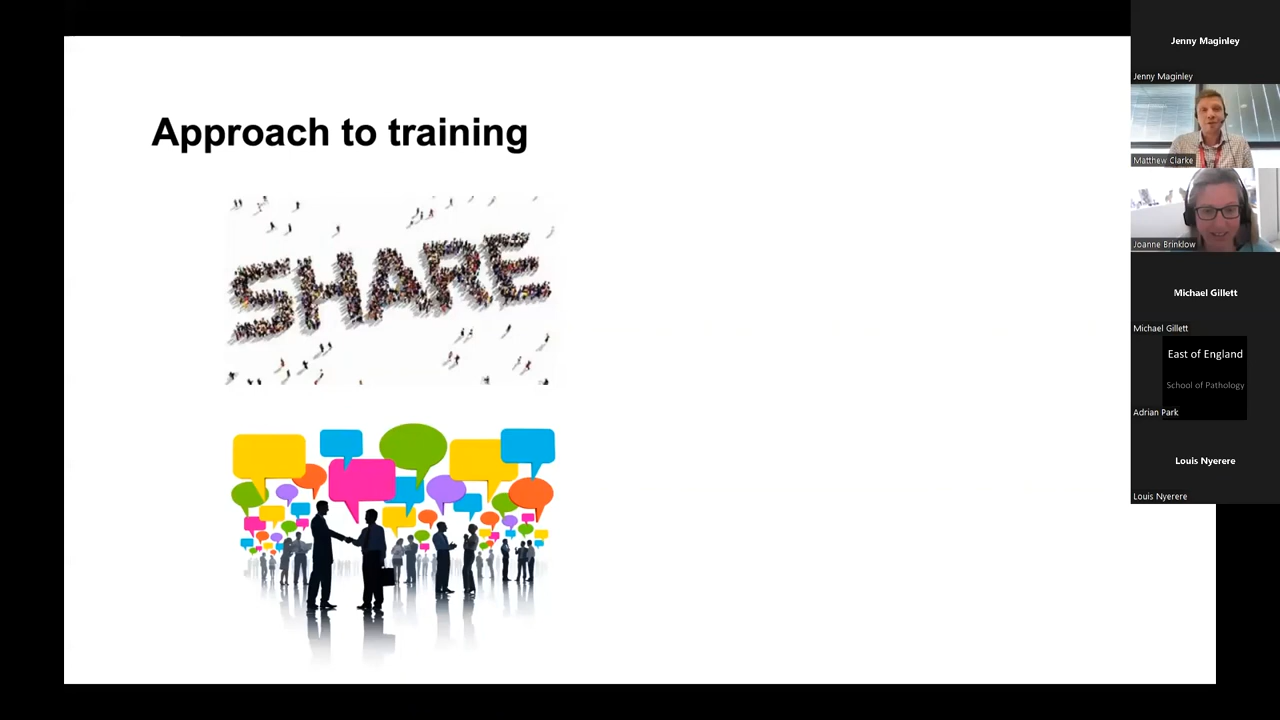 Approach to training
SHARE
Jenny Maginley
Jenny Maginley
Matthew Clarke
Joanne Brinklow
Michael Gillett
Michael Gillett
East of England
School of Pathology
Adrian Park
Louis Nyerere
Louis Nyerere